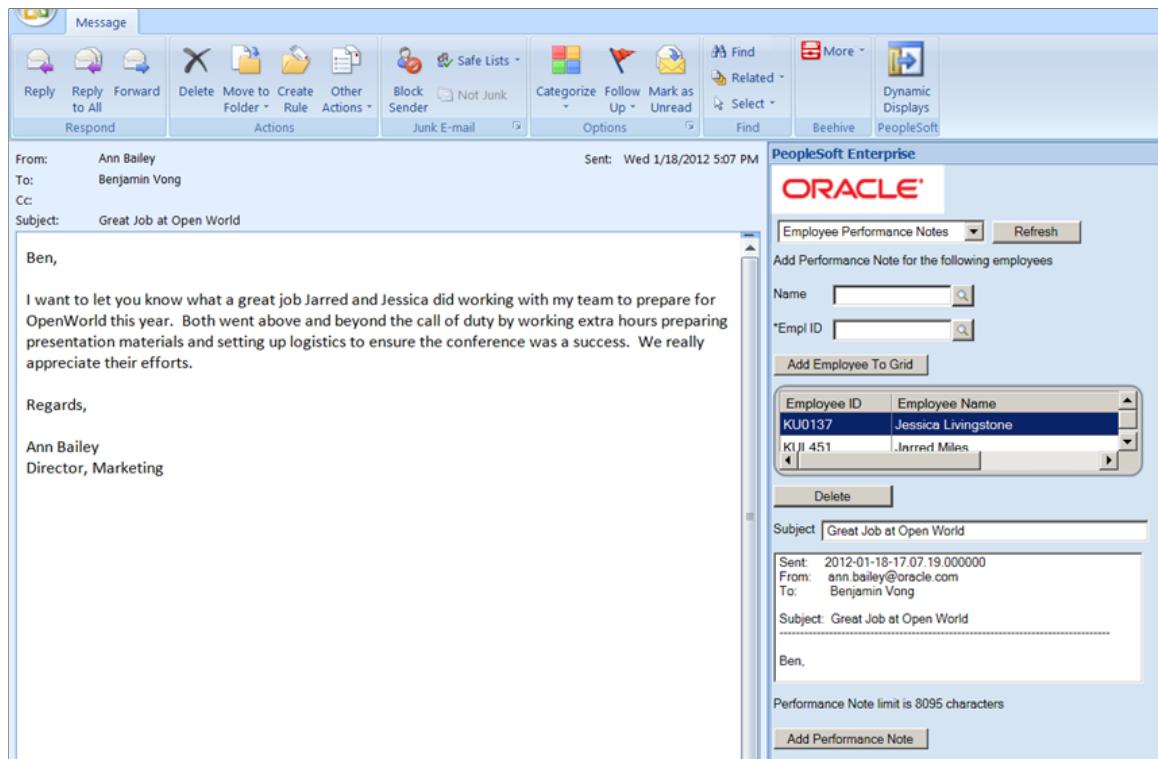 Message
Reply
Reply to All
Forward
Respond
Delete
Move to Folder
Create Rule
Other Actions
Actions
Block Sender
Safe Lists
Not Junk
Junk E-mail
Categorize
Follow Up
Mark as Unread
Options
Find
Related
Select
Find
More
Beehive
Dynamic Displays
PeopleSoft
From: Ann Bailey
Sent: Wed 1/18/2012 5:07 PM
To: Benjamin Vong
Cc:
Subject: Great Job at Open World
Ben,
I want to let you know what a great job Jarred and Jessica did working with my team to prepare for
OpenWorld this year. Both went above and beyond the call of duty by working extra hours preparing
presentation materials and setting up logistics to ensure the conference was a success. We really
appreciate their efforts.
Regards,
Ann Bailey
Director, Marketing
PeopleSoft Enterprise
ORACLE
Employee Performance Notes
Refresh
Add Performance Note for the following employees
Name
*Empl ID
Add Employee To Grid
Employee ID Employee Name
KU0137 Jessica Livingstone
Jarred Miles
Delete
Subject Great Job at Open World
Sent: 2012-01-18-17.07.19.000000
From: ann.bailey@oracle.com
To: Benjamin Vong
Subject: Great Job at Open World
--------------------------------------------------------------------------------
Ben,
Performance Note limit is 8095 characters
Add Performance Note